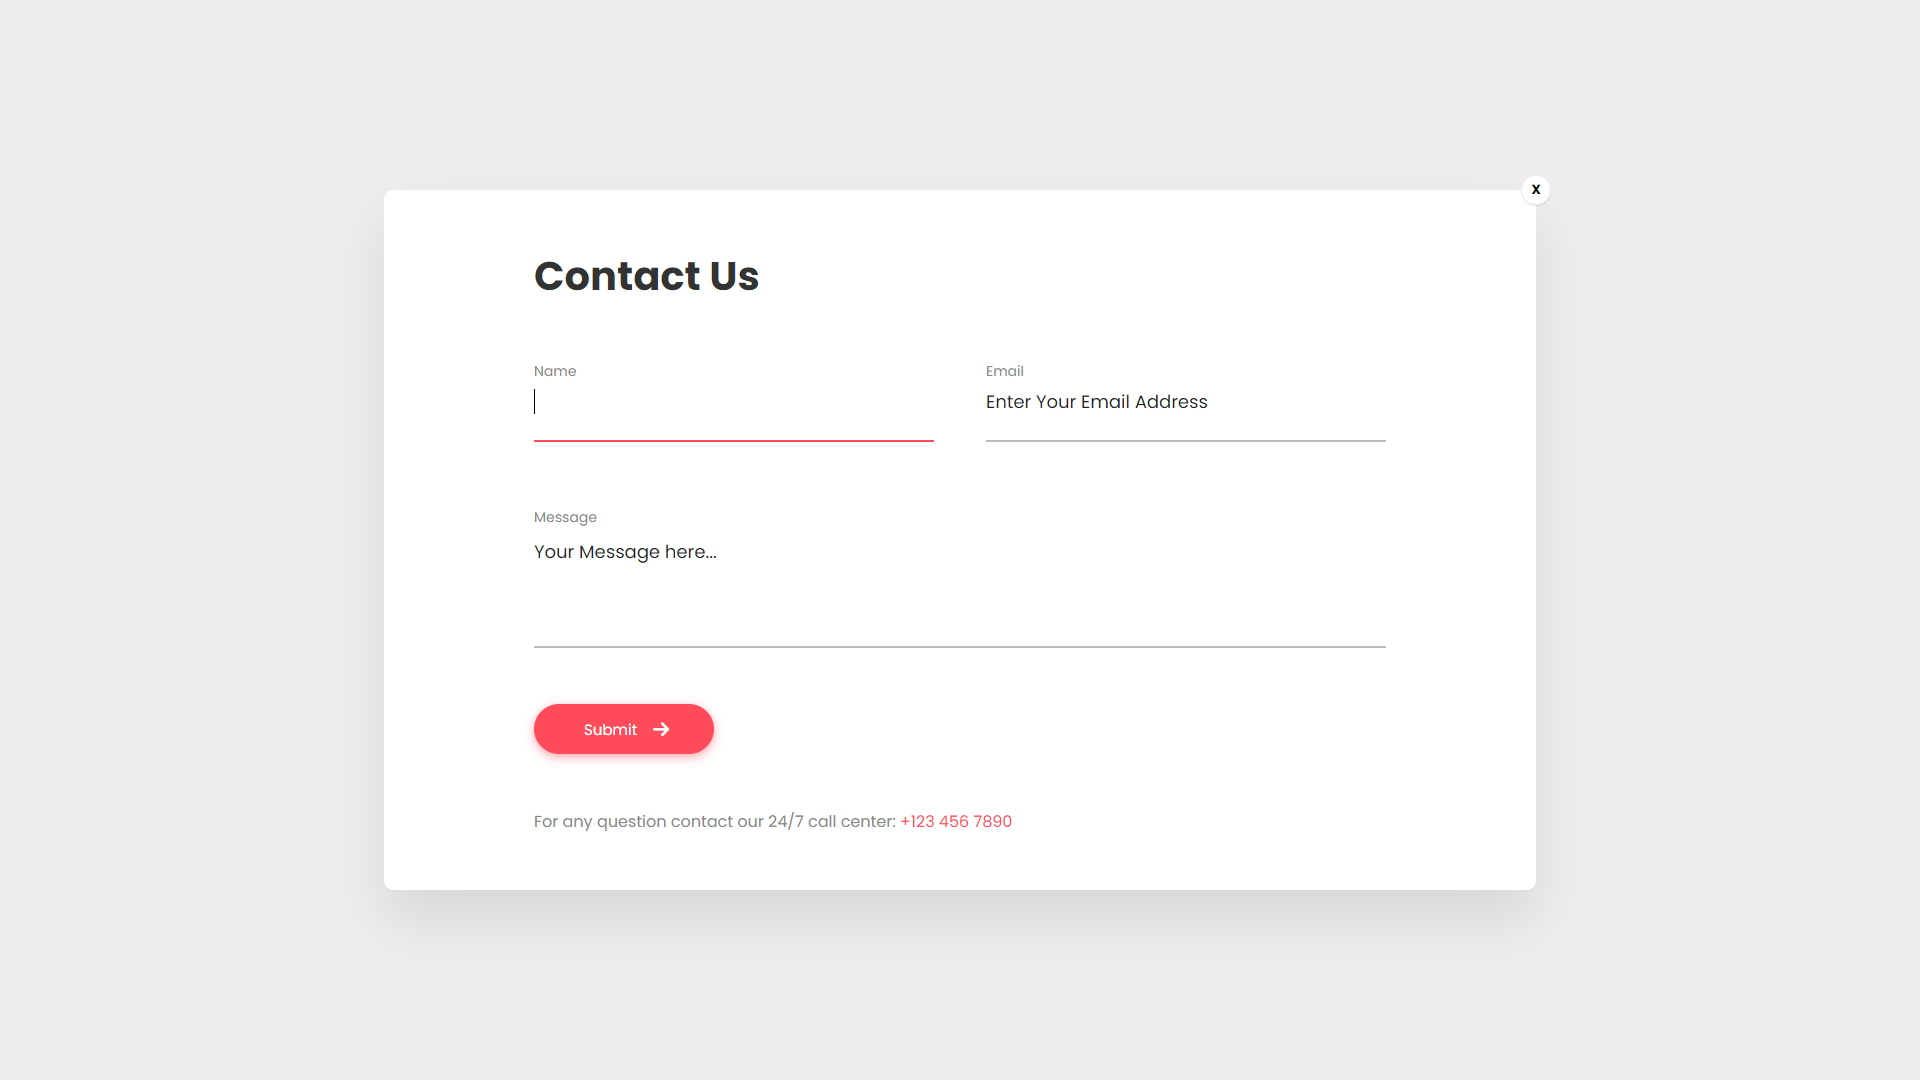 X
Contact Us
Name
Email
Enter Your Email Address
Message
Your Message here...
Submit
For any question contact our 24/7 call center: +123 456 7890